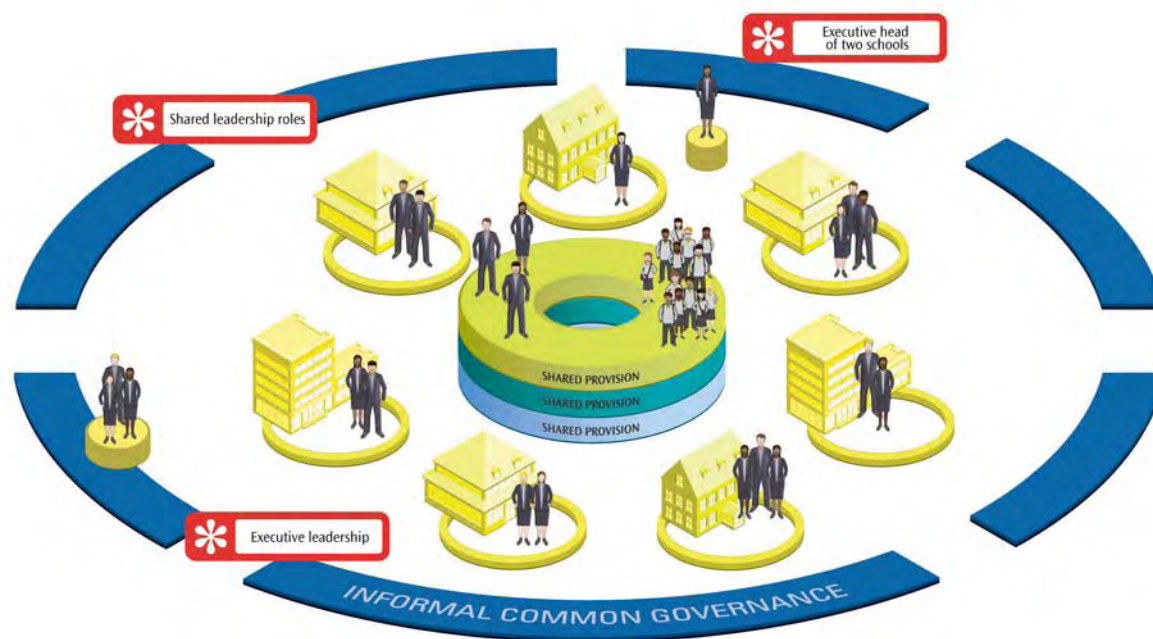 Executive head
of two schools
Shared leadership roles
SHARED PROVISION
SHARED PROVISION
SHARED PROVISION
Executive leadership
INFORMAL COMMON GOVERNANCE